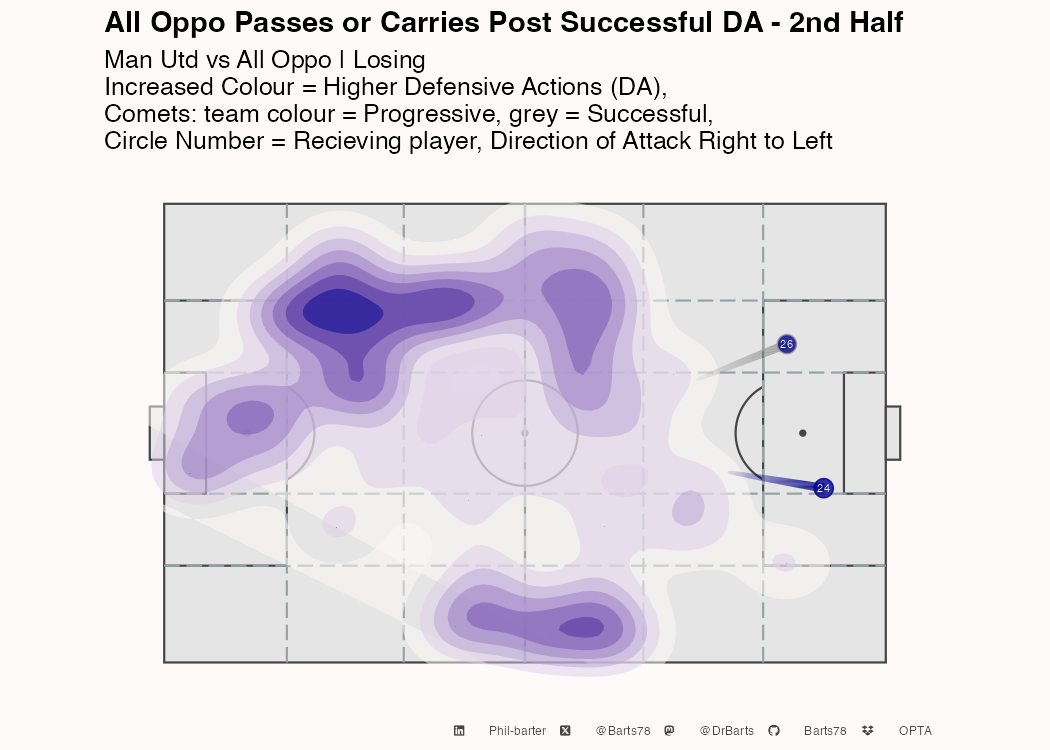 All Oppo Passes or Carries Post Successful DA - 2nd Half
Man Utd vs All Oppo | Losing
Increased Colour = Higher Defensive Actions (DA),
Comets: team colour = Progressive, grey = Successful,
Circle Number = Recieving player, Direction of Attack Right to Left
26
24
Phil-barter @Barts78 @DrBarts Barts78 OPTA